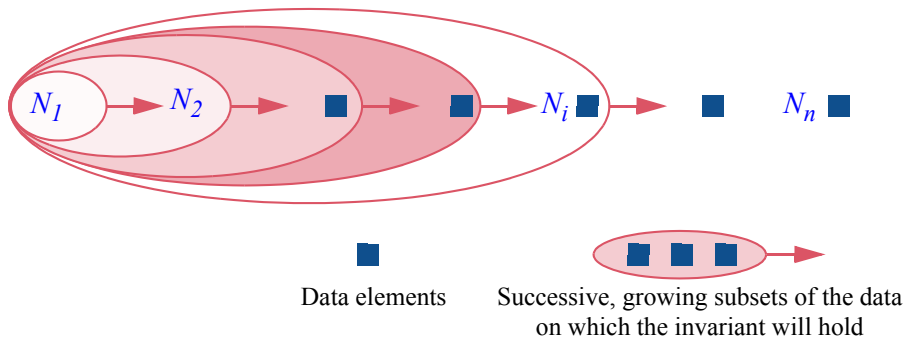 N1 N2 Ni Nn
Data elements
Successive, growing subsets of the data
on which the invariant will hold